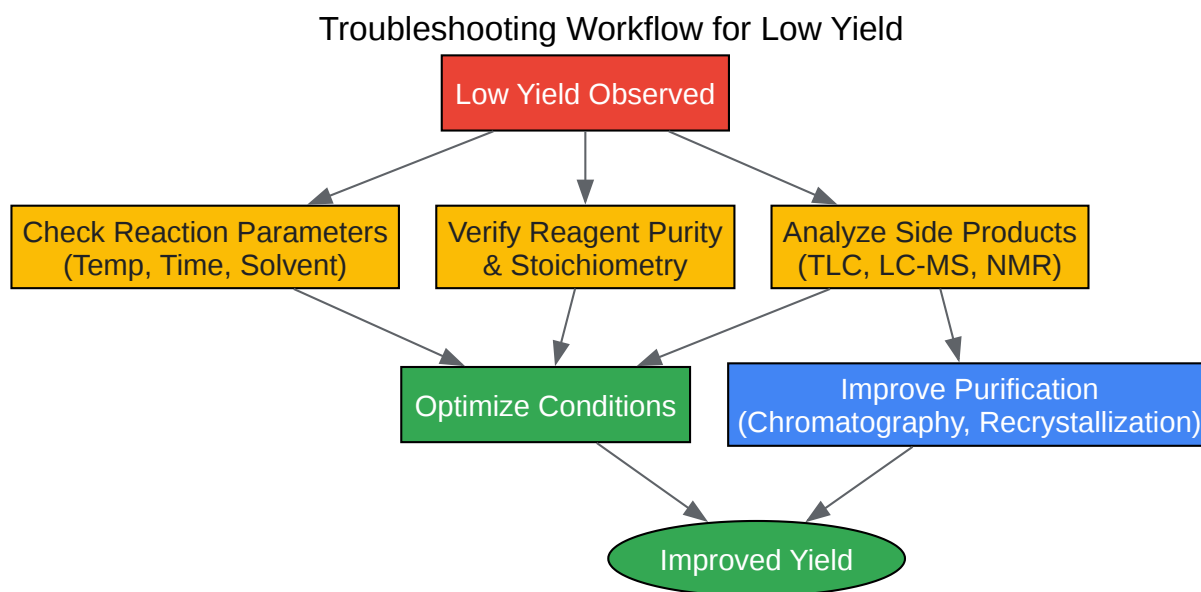 Troubleshooting Workflow for Low Yield
Low Yield Observed
Check Reaction Parameters
(Temp, Time, Solvent)
Verify Reagent Purity
& Stoichiometry
Analyze Side Products
(TLC, LC-MS, NMR)
Optimize Conditions
Improve Purification
(Chromatography, Recrystallization)
Improved Yield